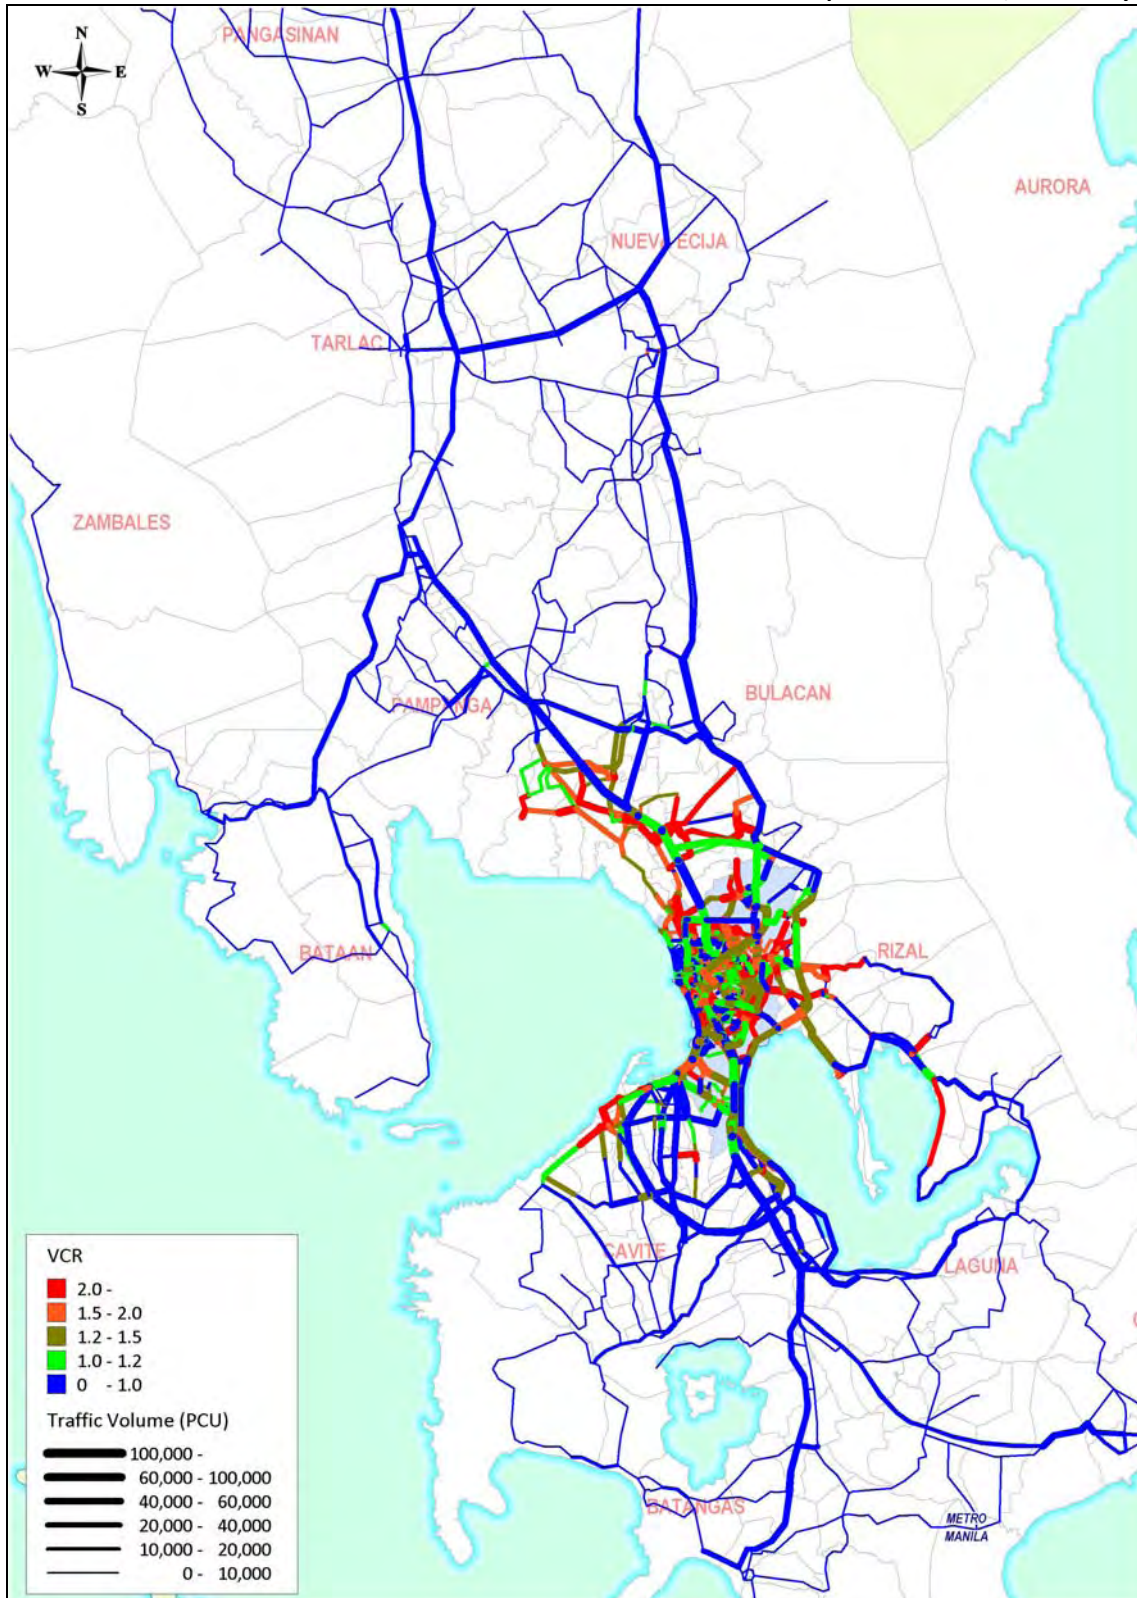 N
W E
S
PANGASINAN
AURORA
NUEVA ECIJA
TARLAC
ZAMBALES
PAMPANGA
BULACAN
BATAAN
RIZAL
CAVITE
LAGUNA
BATANGAS
METRO
MANILA
VCR
2.0 -
1.5 - 2.0
1.2 - 1.5
1.0 - 1.2
0 - 1.0
Traffic Volume (PCU)
100,000 -
60,000 - 100,000
40,000 - 60,000
20,000 - 40,000
10,000 - 20,000
0 - 10,000